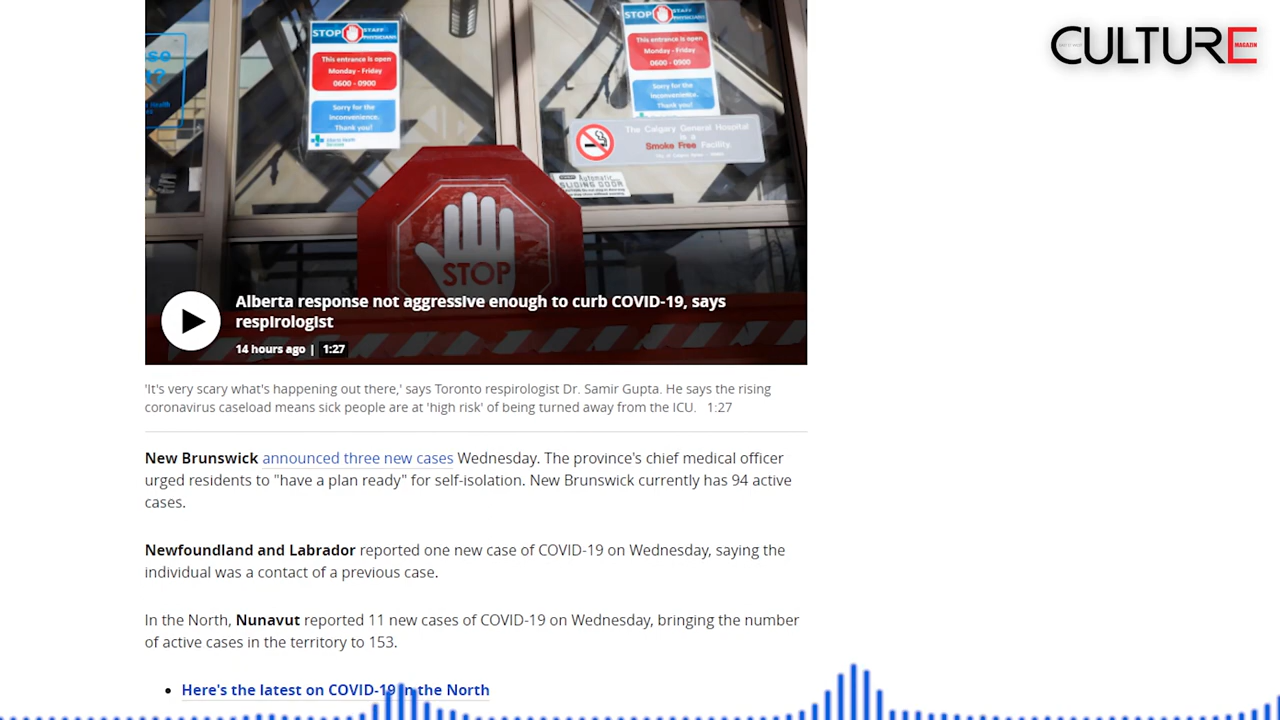 CULTURE
MAGAZIN
STOP STAFF PHYSICIANS
This entrance is open
Monday - Friday
0600 - 0900
Sorry for the
Inconvenience.
Thank you!
STOP STAFF PHYSICIANS
This entrance is open
Monday - Friday
0600 - 0900
Sorry for the
Inconvenience.
Thank you!
The Calgary General Hospital
is a
Smoke Free Facility.
Automatic
SLIDING DOOR
STOP
Alberta response not aggressive enough to curb COVID-19, says
respirologist
14 hours ago | 1:27
'It's very scary what's happening out there,' says Toronto respirologist Dr. Samir Gupta. He says the rising
coronavirus caseload means sick people are at 'high risk' of being turned away from the ICU. 1:27
New Brunswick announced three new cases Wednesday. The province's chief medical officer
urged residents to "have a plan ready" for self-isolation. New Brunswick currently has 94 active
cases.
Newfoundland and Labrador reported one new case of COVID-19 on Wednesday, saying the
individual was a contact of a previous case.
In the North, Nunavut reported 11 new cases of COVID-19 on Wednesday, bringing the number
of active cases in the territory to 153.
• Here's the latest on COVID-19 in the North